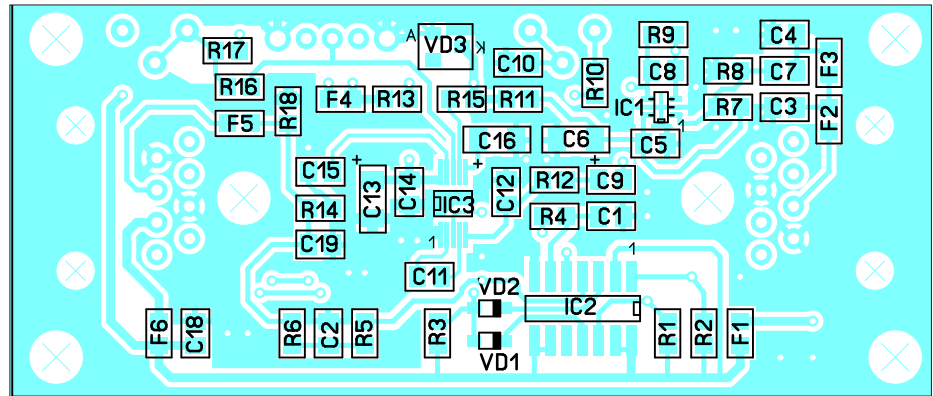 R9
C4
R17
A
VD3
K
C10
R10
C8
R8
C7
F3
R16
F4
R13
R15
R11
IC1
R7
C3
F2
F5
R18
1
C16
C6
C5
+
+
+
C15
C13
C14
C12
R12
C9
R14
IC3
R4
C1
C19
1
1
C11
VD2
IC2
F6
C18
R6
C2
R5
R3
R1
R2
F1
VD1